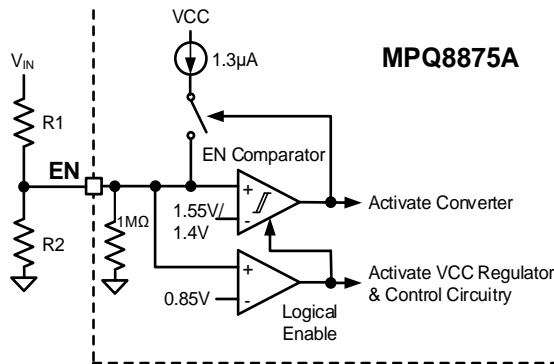 VCC
1.3µA
MPQ8875A
VIN
R1
EN
R2
1MΩ
EN Comparator
+
1.55V/
1.4V
-
Activate Converter
+
0.85V
-
Logical
Enable
Activate VCC Regulator
& Control Circuitry